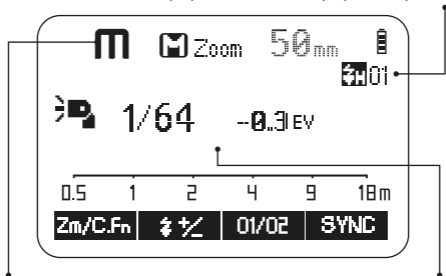 m M Zoom 50mm
H01
1/64 --0.3EV
0.5 1 2 4 9 18m
Zm/C.Fn +/- 01/02 SYNC